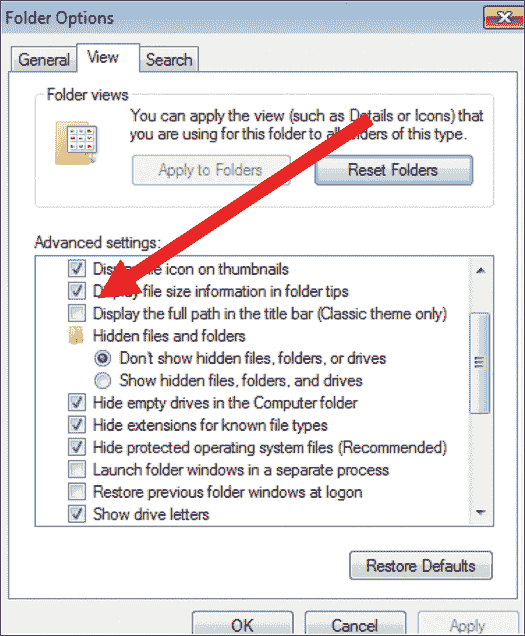 Folder Options
General View Search
Folder views
You can apply the view (such as Details or Icons) that
you are using for this folder to all folders of this type.
Apply to Folders Reset Folders
Advanced settings:
Display file icon on thumbnails
Display file size information in folder tips
Display the full path in the title bar (Classic theme only)
Hidden files and folders
Don't show hidden files, folders, or drives
Show hidden files, folders, and drives
Hide empty drives in the Computer folder
Hide extensions for known file types
Hide protected operating system files (Recommended)
Launch folder windows in a separate process
Restore previous folder windows at logon
Show drive letters
Restore Defaults
OK Cancel Apply